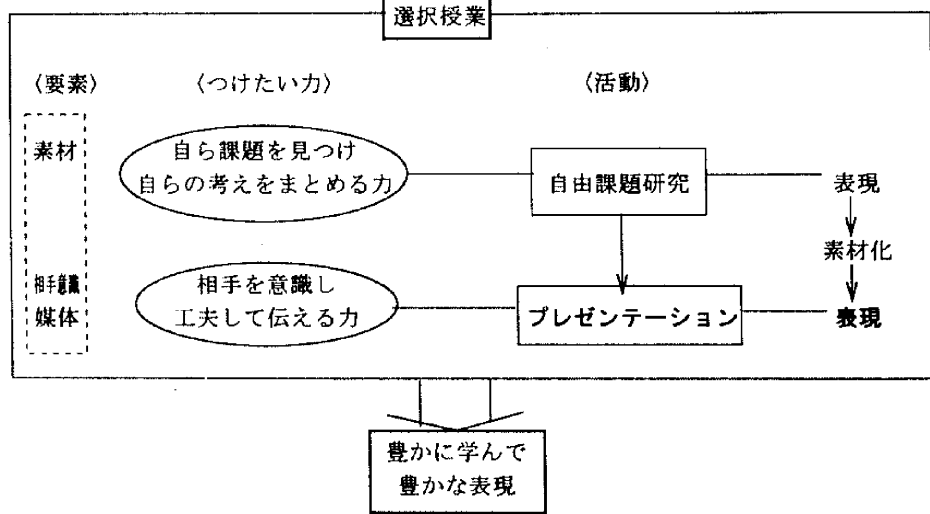 選択授業
〈要素〉 〈つけたい力〉 〈活動〉
素材
自ら課題を見つけ
自らの考えをまとめる力
自由課題研究
表現
素材化
相手意識
媒体
相手を意識し
工夫して伝える力
プレゼンテーション
表現
豊かに学んで
豊かな表現